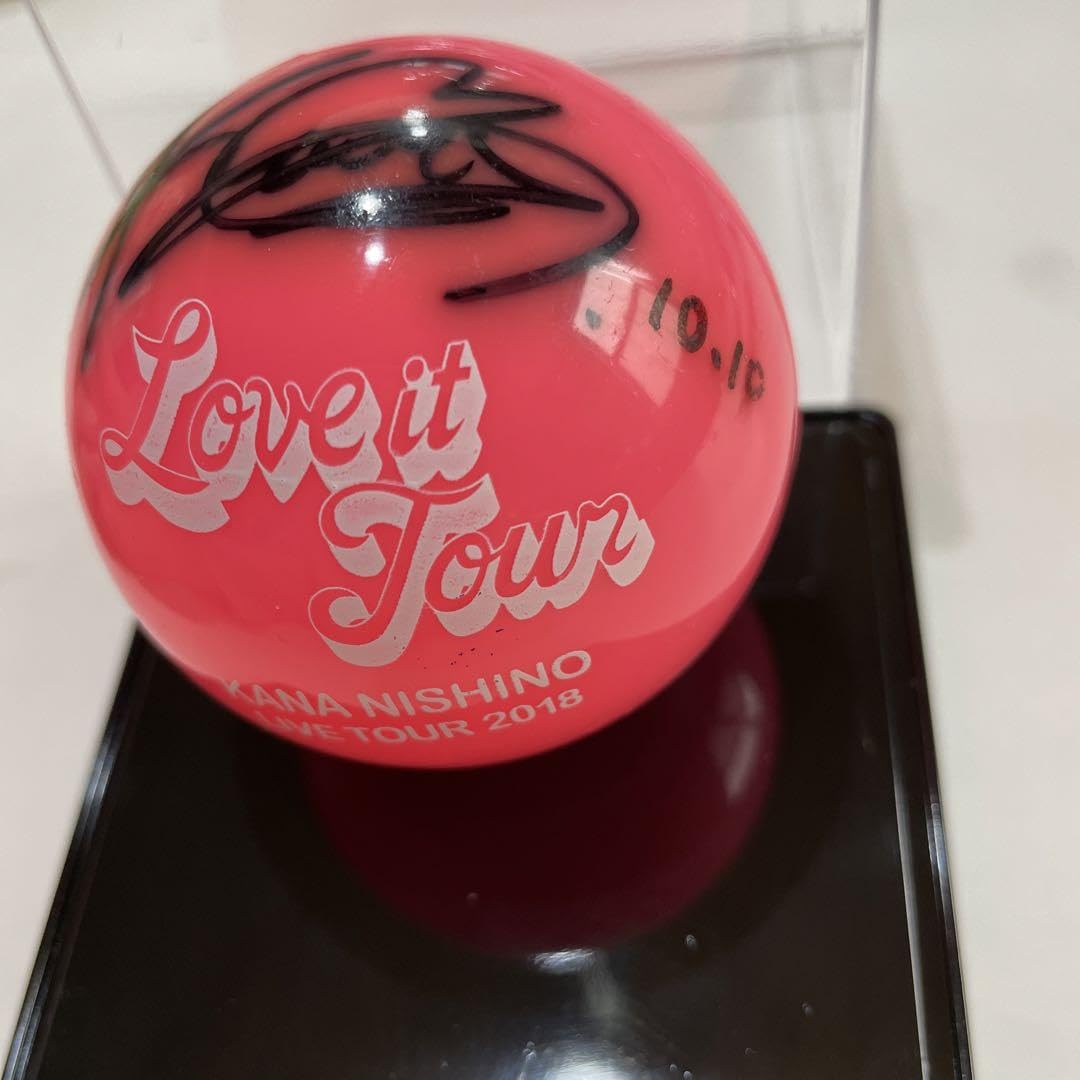 . 10.10
Love it
Tour
KANA NISHINO
LIVE TOUR 2018